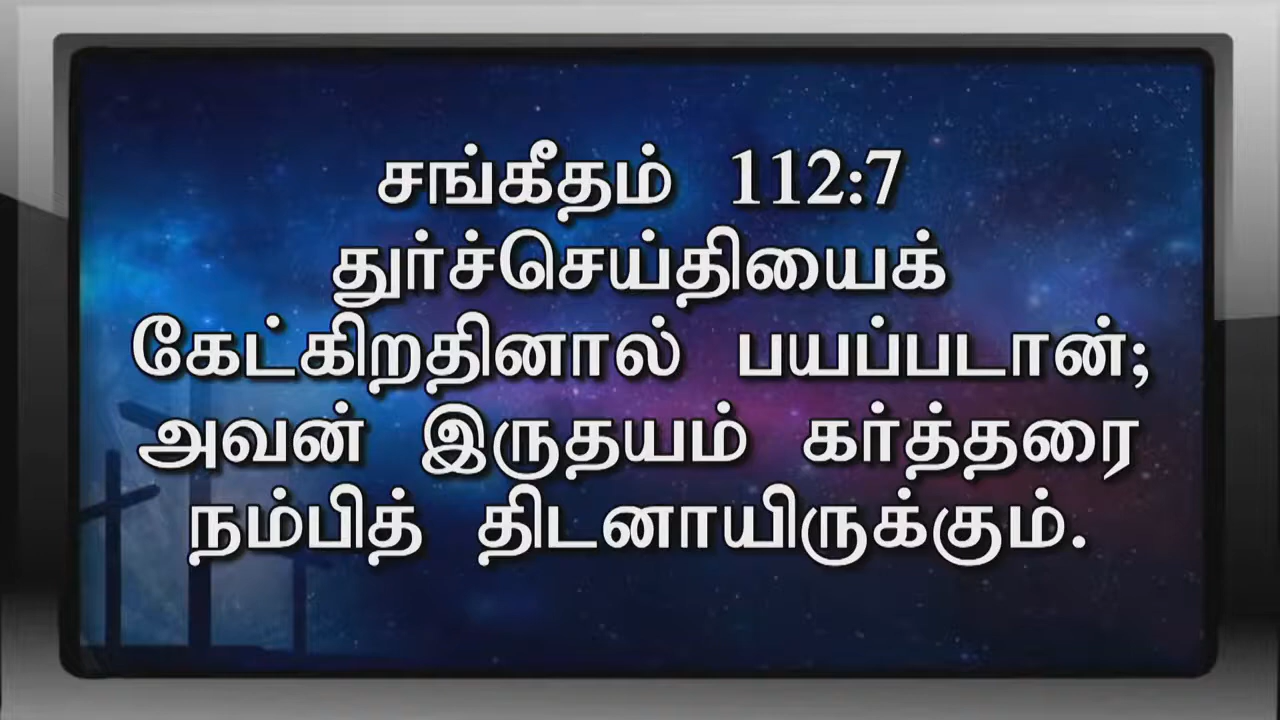 சங்கீதம் 112:7
துர்ச்செய்தியைக்
கேட்கிறதினால் பயப்படான்;
அவன் இருதயம் கர்த்தரை
நம்பித் திடனாயிருக்கும்.